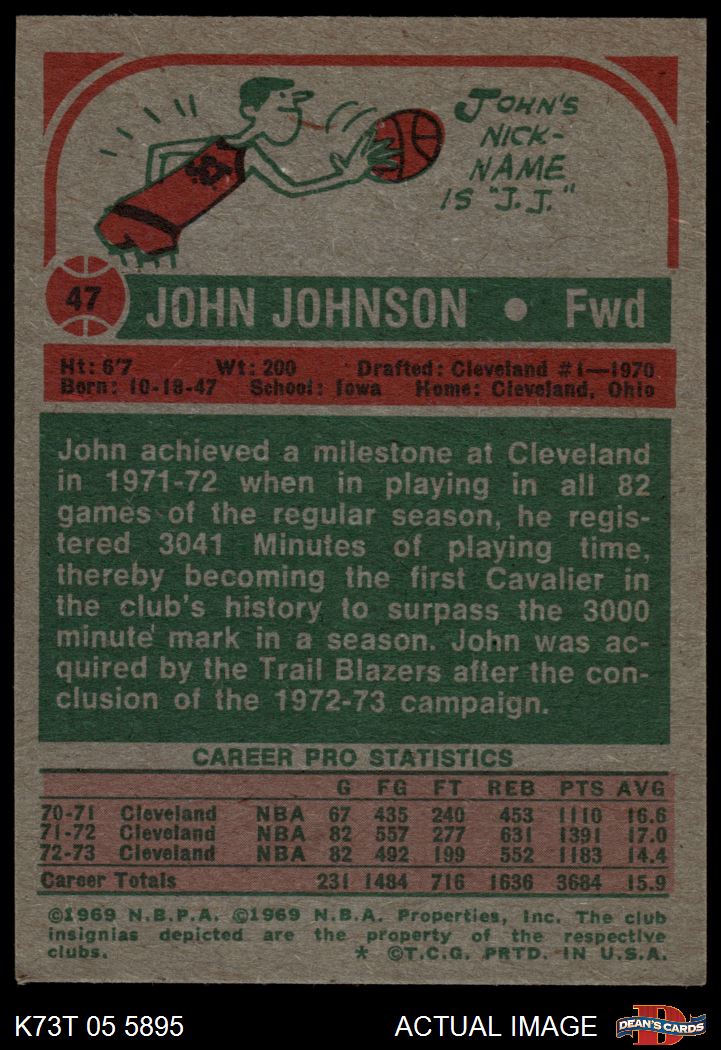 JOHN'S
NICK-
NAME
IS "J.J."
47
JOHN JOHNSON • Fwd
Ht: 6'7 Wt: 200 Drafted: Cleveland #1—1970
Born: 10-18-47 School: Iowa Home: Cleveland, Ohio
John achieved a milestone at Cleveland
in 1971-72 when in playing in all 82
games of the regular season, he regis-
tered 3041 Minutes of playing time,
thereby becoming the first Cavalier in
the club's history to surpass the 3000
minute mark in a season. John was ac-
quired by the Trail Blazers after the con-
clusion of the 1972-73 campaign.
CAREER PRO STATISTICS
G FG FT REB PTS AVG
70-71 Cleveland NBA 67 435 240 453 1110 16.6
71-72 Cleveland NBA 82 557 277 631 1391 17.0
72-73 Cleveland NBA 82 492 199 552 1183 14.4
Career Totals 231 1484 716 1636 3684 15.9
©1969 N.B.P.A. ©1969 N.B.A. Properties, Inc. The club
insignias depicted are the property of the respective
clubs. * ©T.C.G. PRTD. IN U.S.A.
K73T 05 5895 ACTUAL IMAGE D DEAN'S CARDS